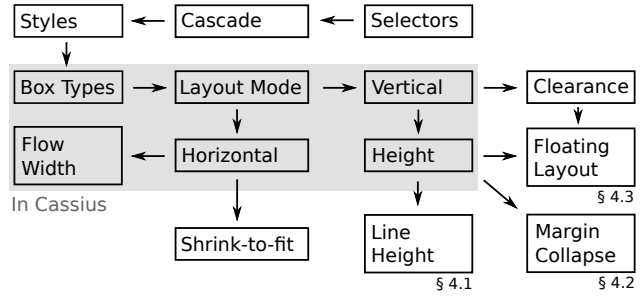 Styles
Cascade
Selectors
Box Types
Layout Mode
Vertical
Clearance
Flow
Width
Horizontal
Height
Floating
Layout
§ 4.3
In Cassius
Shrink-to-fit
Line
Height
§ 4.1
Margin
Collapse
§ 4.2